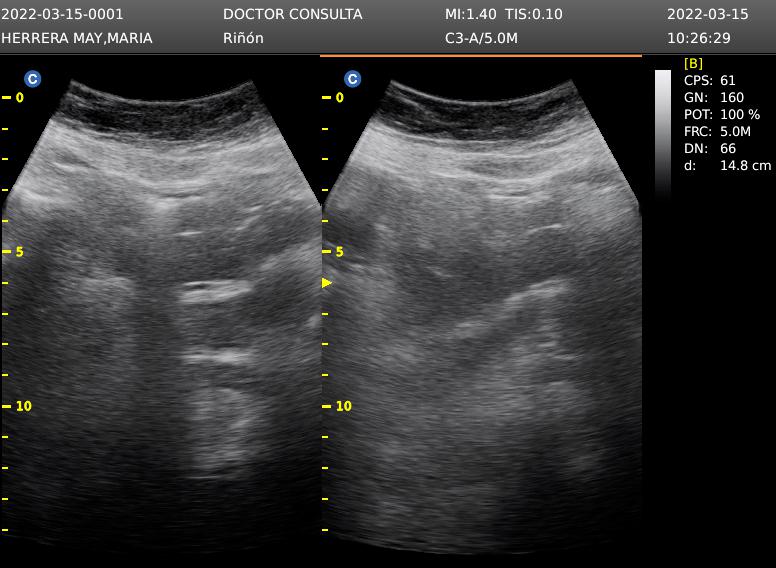 2022-03-15-0001 DOCTOR CONSULTA MI:1.40 TIS:0.10 2022-03-15
HERRERA MAY,MARIA Riñón C3-A/5.0M 10:26:29
[B]
CPS: 61
GN: 160
POT: 100 %
FRC: 5.0M
DN: 66
d: 14.8 cm
C
0
5
10
C
0
5
10